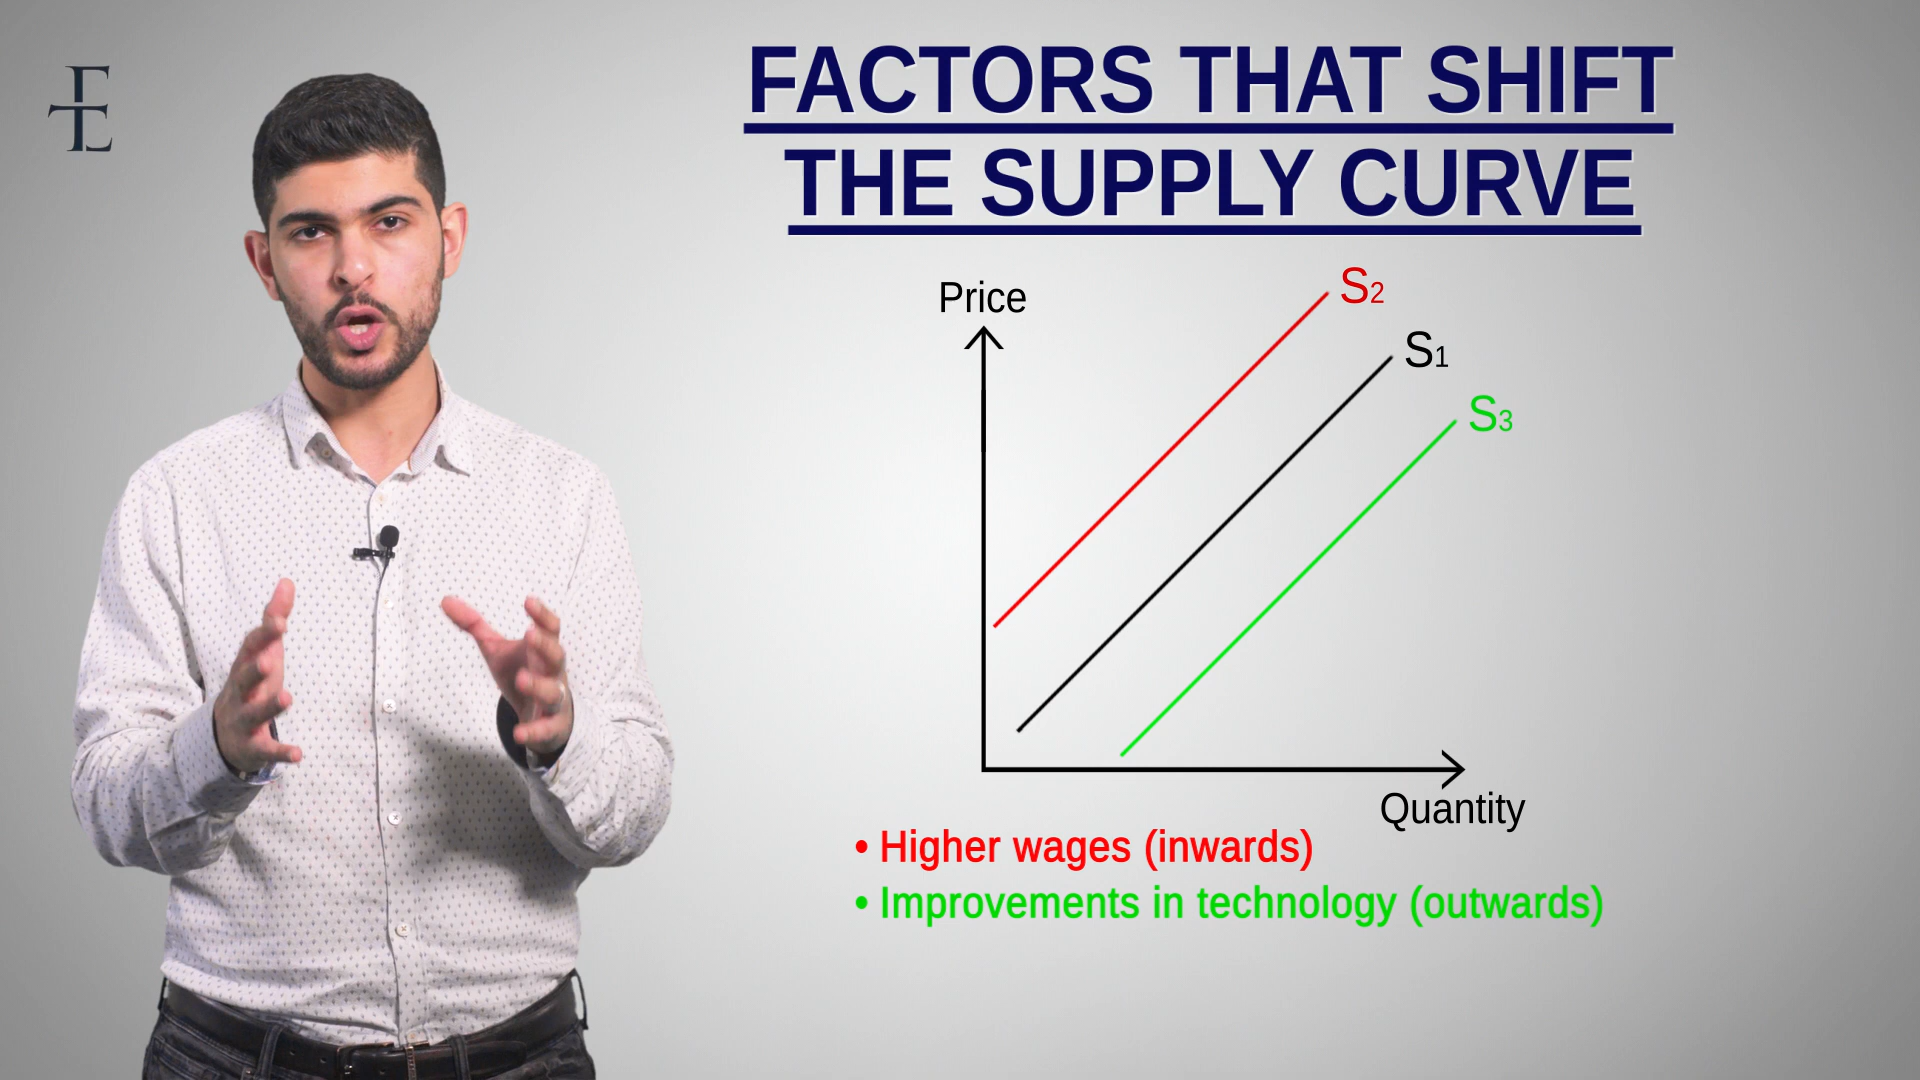 FACTORS THAT SHIFT
THE SUPPLY CURVE
Price
S2
S1
S3
Quantity
• Higher wages (inwards)
• Improvements in technology (outwards)